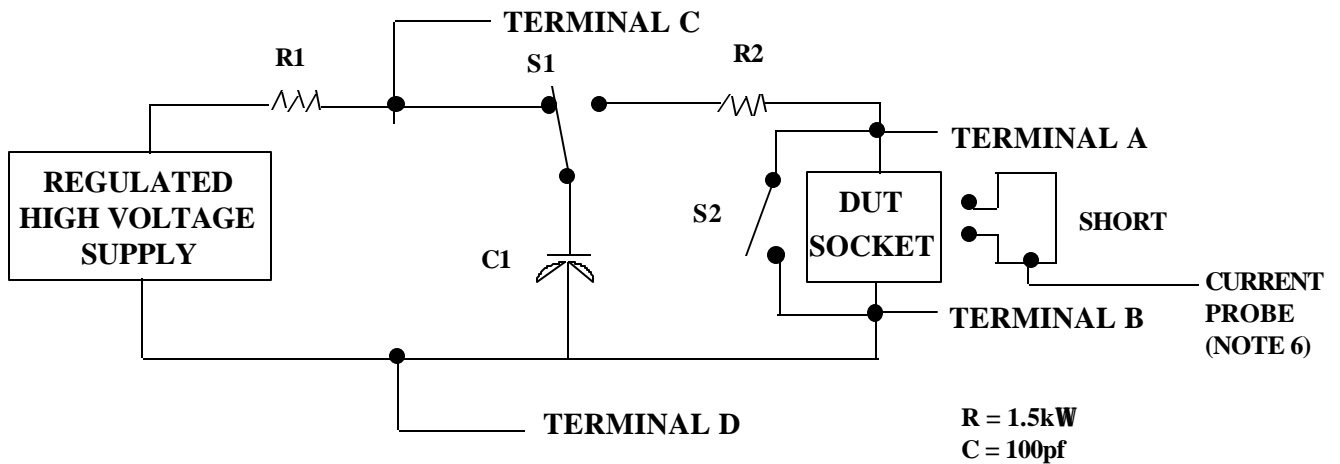 TERMINAL C
R1
S1
R2
TERMINAL A
REGULATED
HIGH VOLTAGE
SUPPLY
S2
DUT
SOCKET
SHORT
C1
CURRENT
PROBE
(NOTE 6)
TERMINAL B
TERMINAL D
R = 1.5kW
C = 100pf